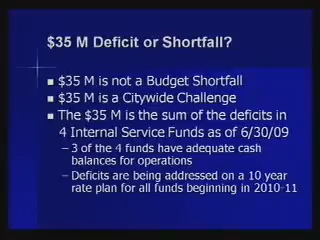 $35 M Deficit or Shortfall?
■ $35 M is not a Budget Shortfall
■ $35 M is a Citywide Challenge
■ The $35 M is the sum of the deficits in
4 Internal Service Funds as of 6/30/09
– 3 of the 4 funds have adequate cash
balances for operations
– Deficits are being addressed on a 10 year
rate plan for all funds beginning in 2010-11